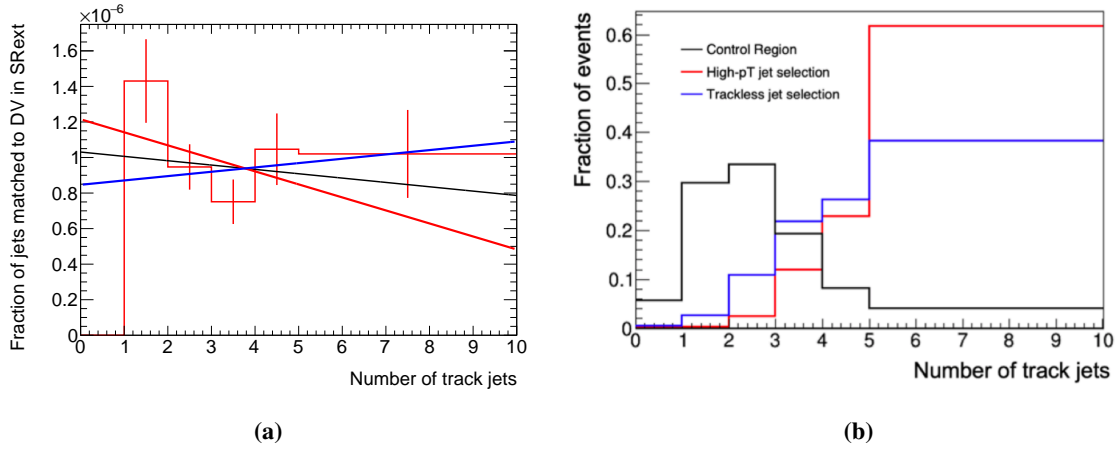 ×10⁻⁶
Fraction of jets matched to DV in SRext
1.6
1.4
1.2
1
0.8
0.6
0.4
0.2
0
0 1 2 3 4 5 6 7 8 9 10
Number of track jets
(a)
Fraction of events
0.6
0.5
0.4
0.3
0.2
0.1
0
Control Region
High-pT jet selection
Trackless jet selection
0 1 2 3 4 5 6 7 8 9 10
Number of track jets
(b)